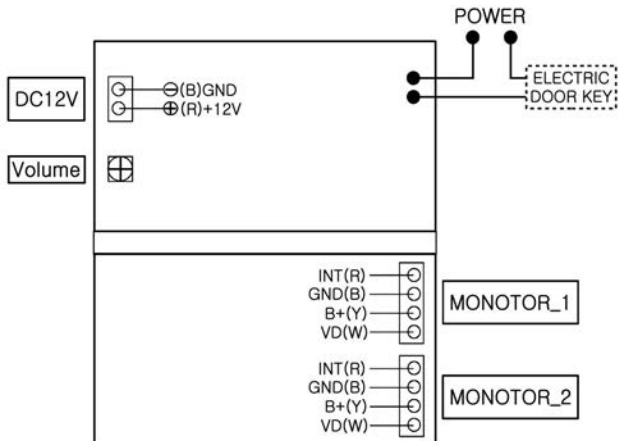 POWER
ELECTRIC
DOOR KEY
DC12V
⊖(B)GND
⊕(R)+12V
Volume
INT(R)
GND(B)
B+(Y)
VD(W)
MONOTOR_1
INT(R)
GND(B)
B+(Y)
VD(W)
MONOTOR_2